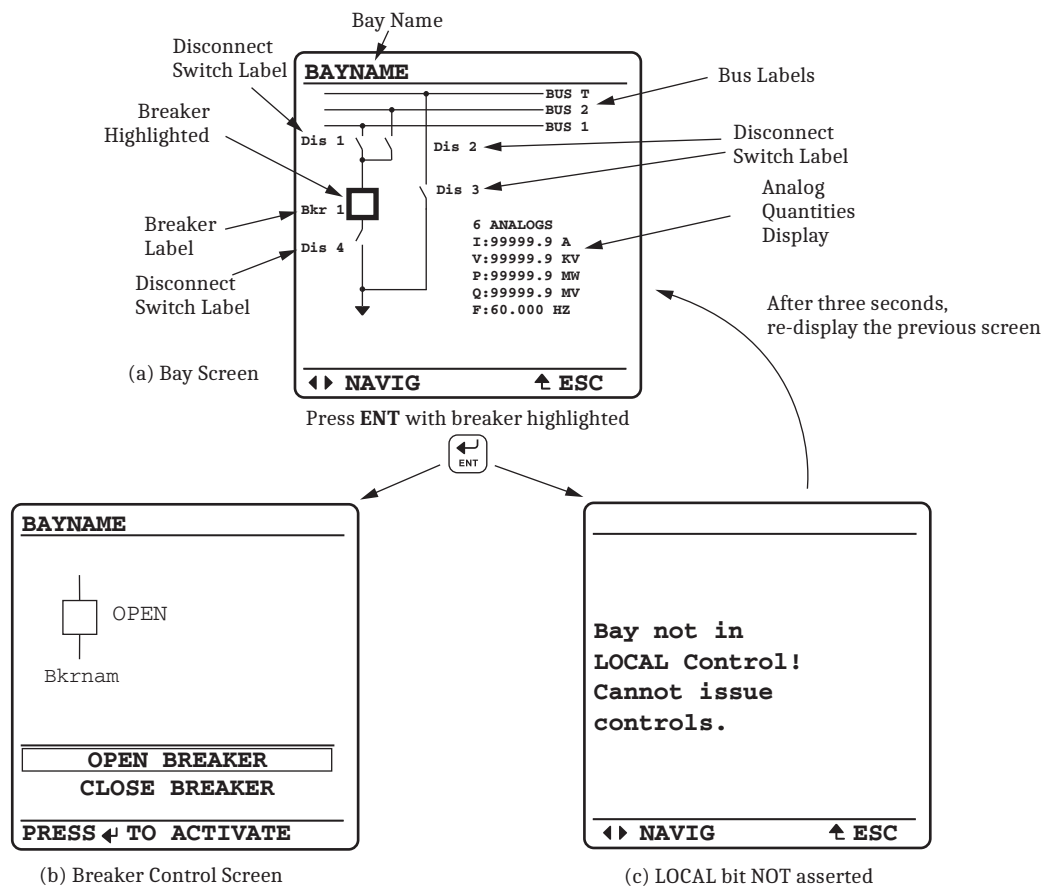 Bay Name
Disconnect
Switch Label
BAYNAME
Bus Labels
BUS T
BUS 2
BUS 1
Breaker
Highlighted
Dis 1
Dis 2
Disconnect
Switch Label
Dis 3
Analog
Quantities
Display
Bkr 1
Breaker
Label
6 ANALOGS
I:99999.9 A
V:99999.9 KV
P:99999.9 MW
Q:99999.9 MV
F:60.000 HZ
Dis 4
Disconnect
Switch Label
After three seconds,
re-display the previous screen
(a) Bay Screen
NAVIG ESC
Press ENT with breaker highlighted
ENT
BAYNAME
OPEN
Bkrnam
OPEN BREAKER
CLOSE BREAKER
PRESS TO ACTIVATE
(b) Breaker Control Screen
Bay not in
LOCAL Control!
Cannot issue
controls.
NAVIG ESC
(c) LOCAL bit NOT asserted